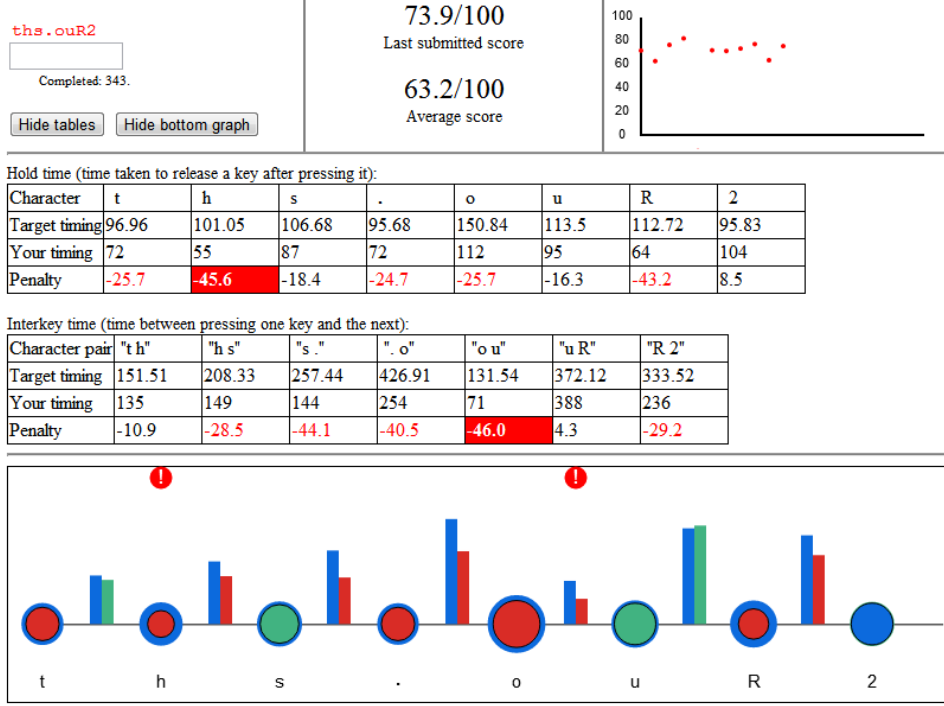 ths.ouR2
Completed: 343.
Hide tables Hide bottom graph
73.9/100
Last submitted score
63.2/100
Average score
100
80
60
40
20
0
Hold time (time taken to release a key after pressing it):
Character t h s . o u R 2
Target timing 96.96 101.05 106.68 95.68 150.84 113.5 112.72 95.83
Your timing 72 55 87 72 112 95 64 104
Penalty -25.7 -45.6 -18.4 -24.7 -25.7 -16.3 -43.2 8.5
Interkey time (time between pressing one key and the next):
Character pair "t h" "h s" "s ." ". o" "o u" "u R" "R 2"
Target timing 151.51 208.33 257.44 426.91 131.54 372.12 333.52
Your timing 135 149 144 254 71 388 236
Penalty -10.9 -28.5 -44.1 -40.5 -46.0 4.3 -29.2
! !
t h s . o u R 2